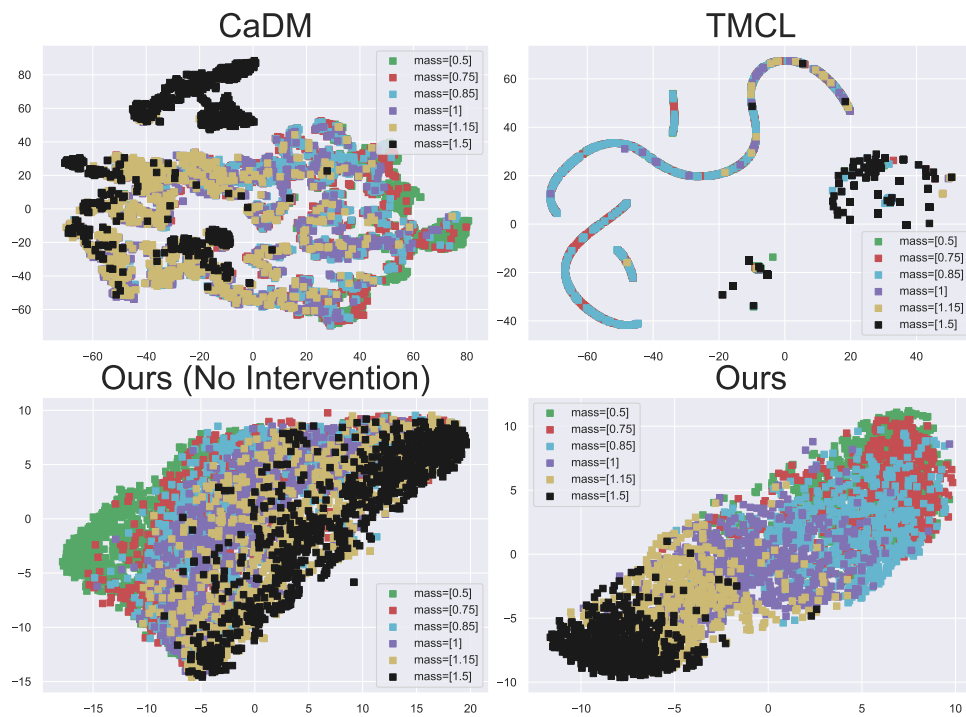 CaDM
80
60
40
20
0
−20
−40
−60
mass=[0.5]
mass=[0.75]
mass=[0.85]
mass=[1]
mass=[1.15]
mass=[1.5]
−60 −40 −20 0 20 40 60 80
TMCL
60
40
20
0
−20
−40
mass=[0.5]
mass=[0.75]
mass=[0.85]
mass=[1]
mass=[1.15]
mass=[1.5]
−60 −40 −20 0 20 40
Ours (No Intervention)
10
5
0
−5
−10
−15
mass=[0.5]
mass=[0.75]
mass=[0.85]
mass=[1]
mass=[1.15]
mass=[1.5]
−15 −10 −5 0 5 10 15 20
Ours
mass=[0.5]
mass=[0.75]
mass=[0.85]
mass=[1]
mass=[1.15]
mass=[1.5]
10
5
0
−5
−10
−10 −5 0 5 10